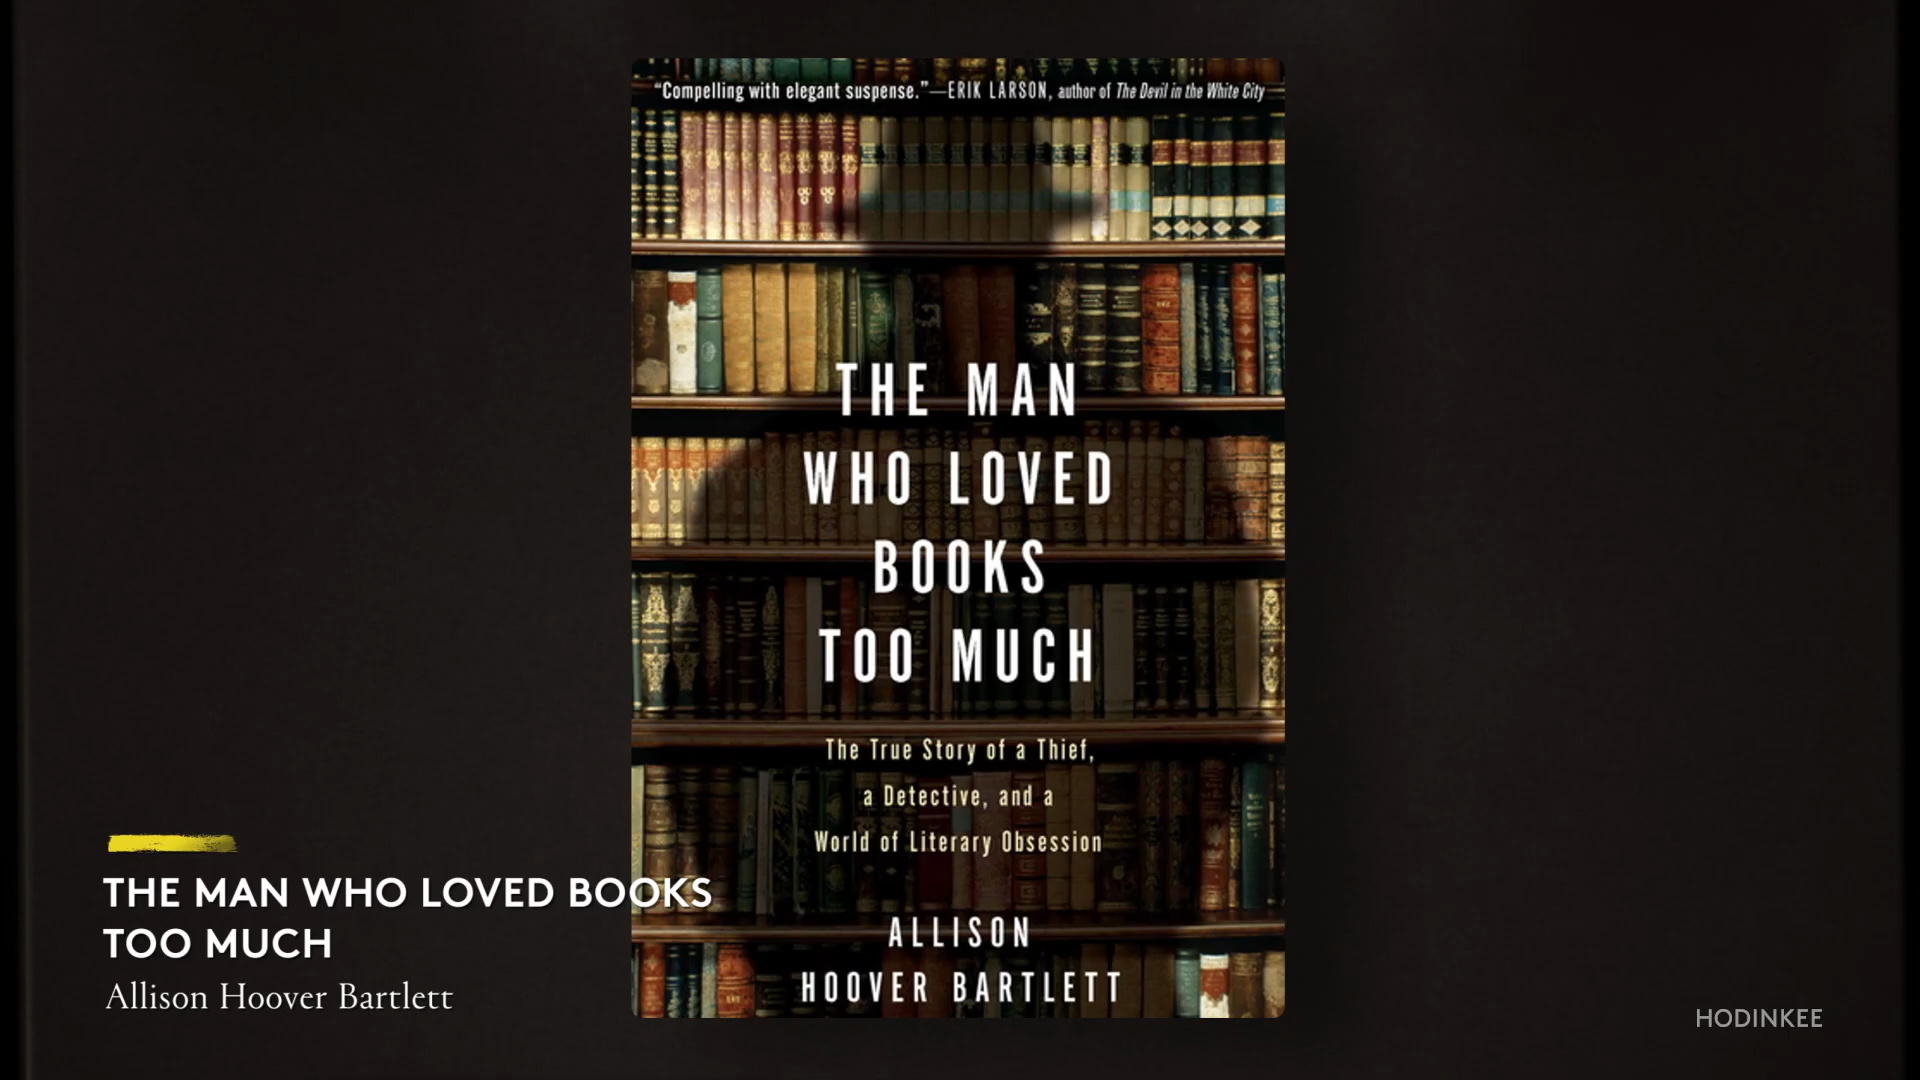 “Compelling with elegant suspense.”—ERIK LARSON, author of The Devil in the White City
THE MAN
WHO LOVED
BOOKS
TOO MUCH
The True Story of a Thief,
a Detective, and a
World of Literary Obsession
ALLISON
HOOVER BARTLETT
THE MAN WHO LOVED BOOKS
TOO MUCH
Allison Hoover Bartlett
HODINKEE